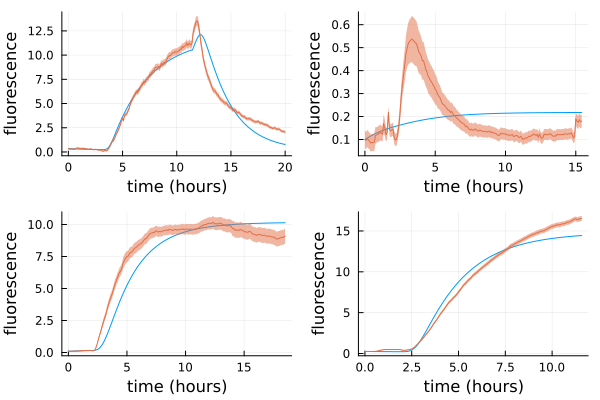 fluorescence
12.5
10.0
7.5
5.0
2.5
0.0
0 5 10 15 20
time (hours)
fluorescence
0.6
0.5
0.4
0.3
0.2
0.1
0 5 10 15
time (hours)
fluorescence
10.0
7.5
5.0
2.5
0.0
0 5 10 15
time (hours)
fluorescence
15
10
5
0
0.0 2.5 5.0 7.5 10.0
time (hours)